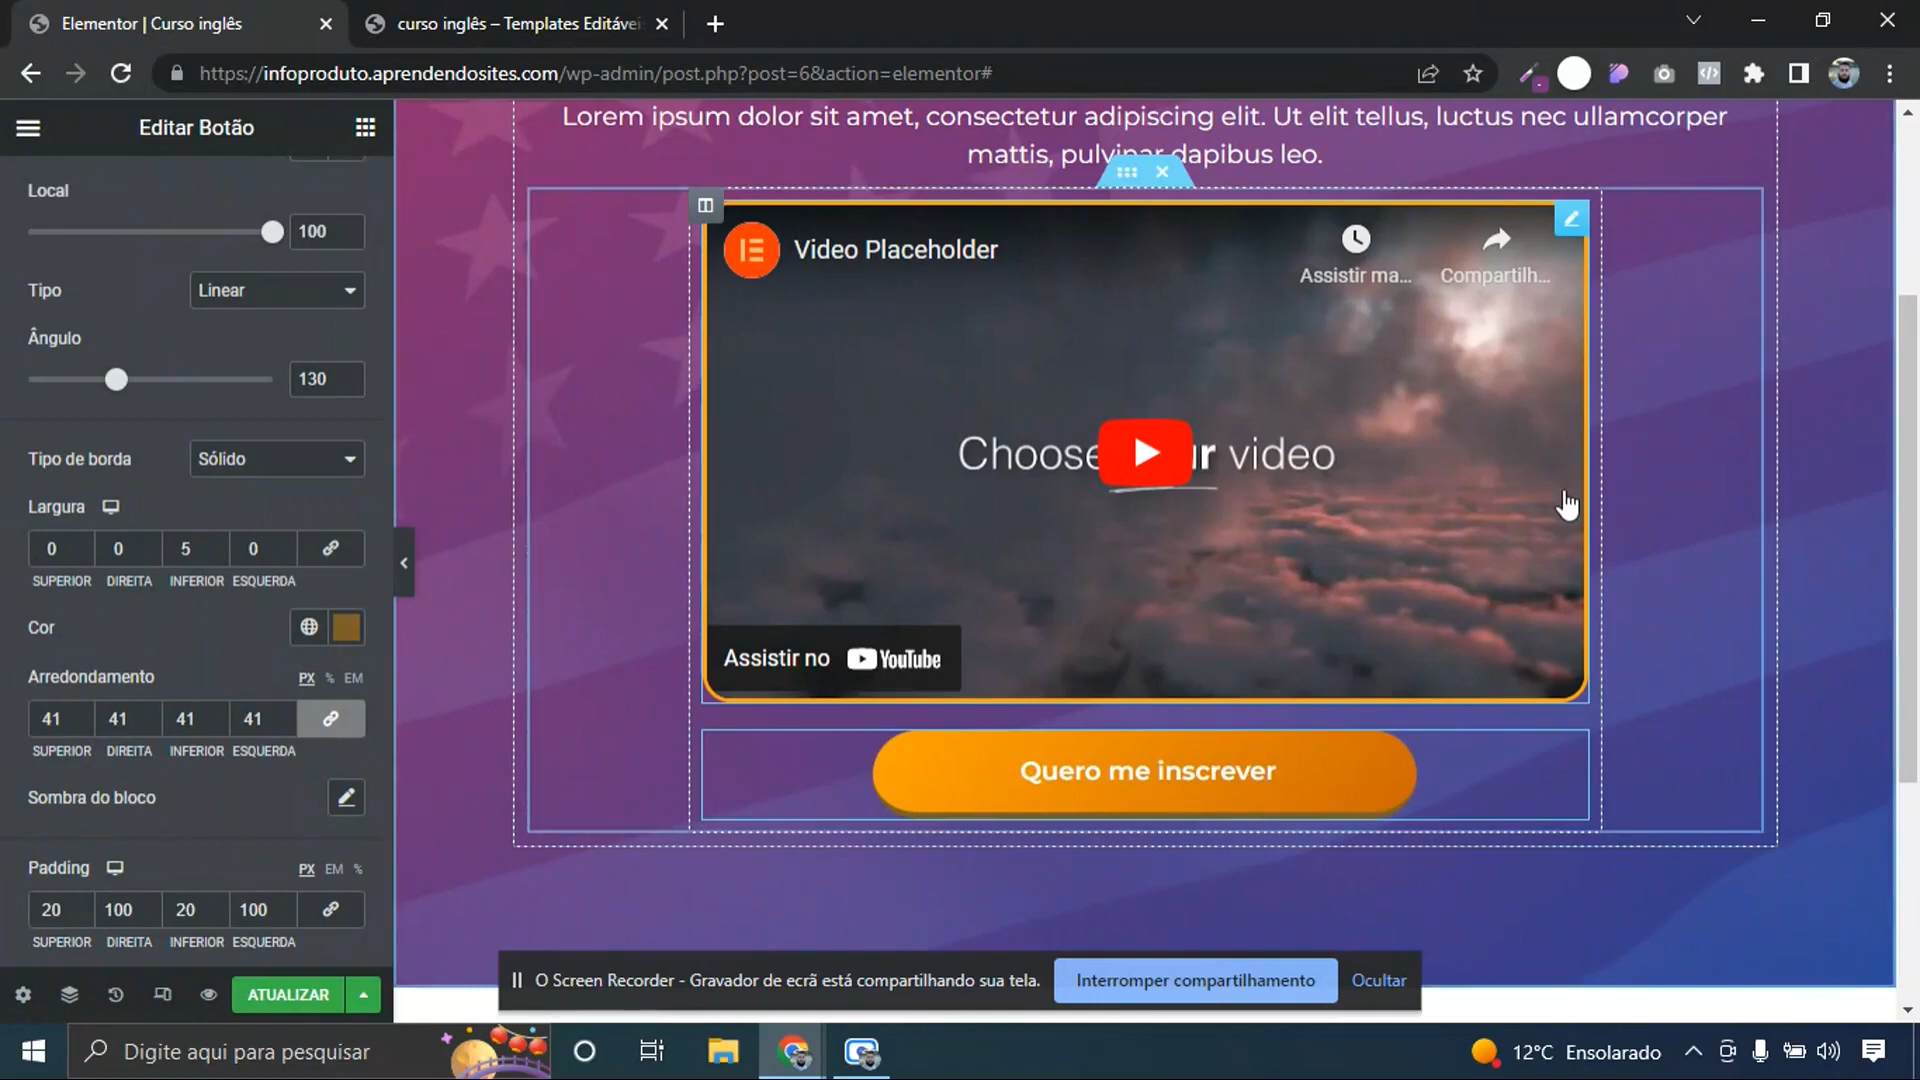 Elementor | Curso inglês
curso inglês – Templates Editávei
https://infoproduto.aprendendosites.com/wp-admin/post.php?post=6&action=elementor#
Editar Botão
Local
100
Tipo
Linear
Ângulo
130
Tipo de borda
Sólido
Largura
0 0 5 0
SUPERIOR DIREITA INFERIOR ESQUERDA
Cor
Arredondamento
PX % EM
41 41 41 41
SUPERIOR DIREITA INFERIOR ESQUERDA
Sombra do bloco
Padding
PX EM %
20 100 20 100
SUPERIOR DIREITA INFERIOR ESQUERDA
ATUALIZAR
Lorem ipsum dolor sit amet, consectetur adipiscing elit. Ut elit tellus, luctus nec ullamcorper
mattis, pulvinar dapibus leo.
Video Placeholder
Assistir ma...
Compartilh...
Choose video
Assistir no YouTube
Quero me inscrever
O Screen Recorder - Gravador de ecrã está compartilhando sua tela.
Interromper compartilhamento
Ocultar
Digite aqui para pesquisar
12°C Ensolarado